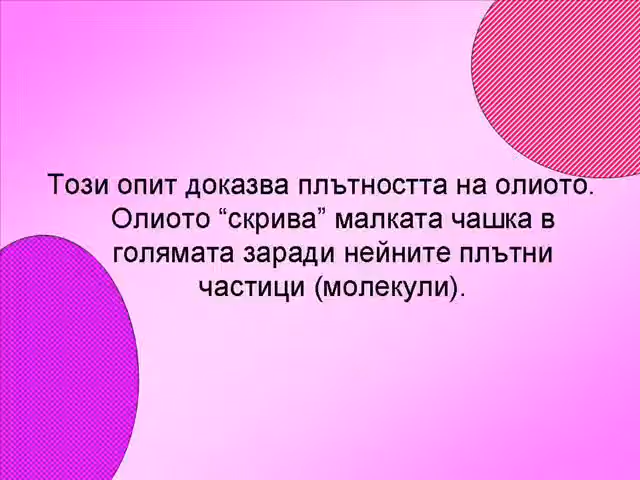 Този опит доказва плътността на олиото.
Олиото “скрива” малката чашка в
голямата заради нейните плътни
частици (молекули).